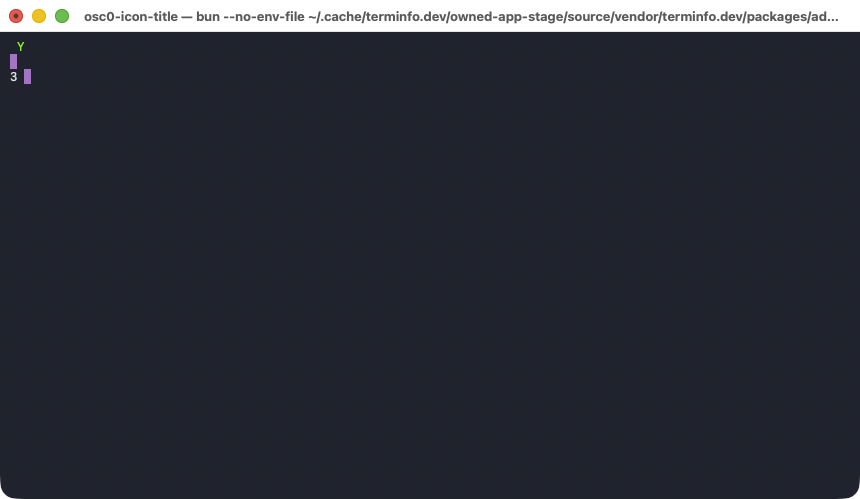 osc0-icon-title — bun --no-env-file ~/.cache/terminfo.dev/owned-app-stage/source/vendor/terminfo.dev/packages/ad...
Y
3